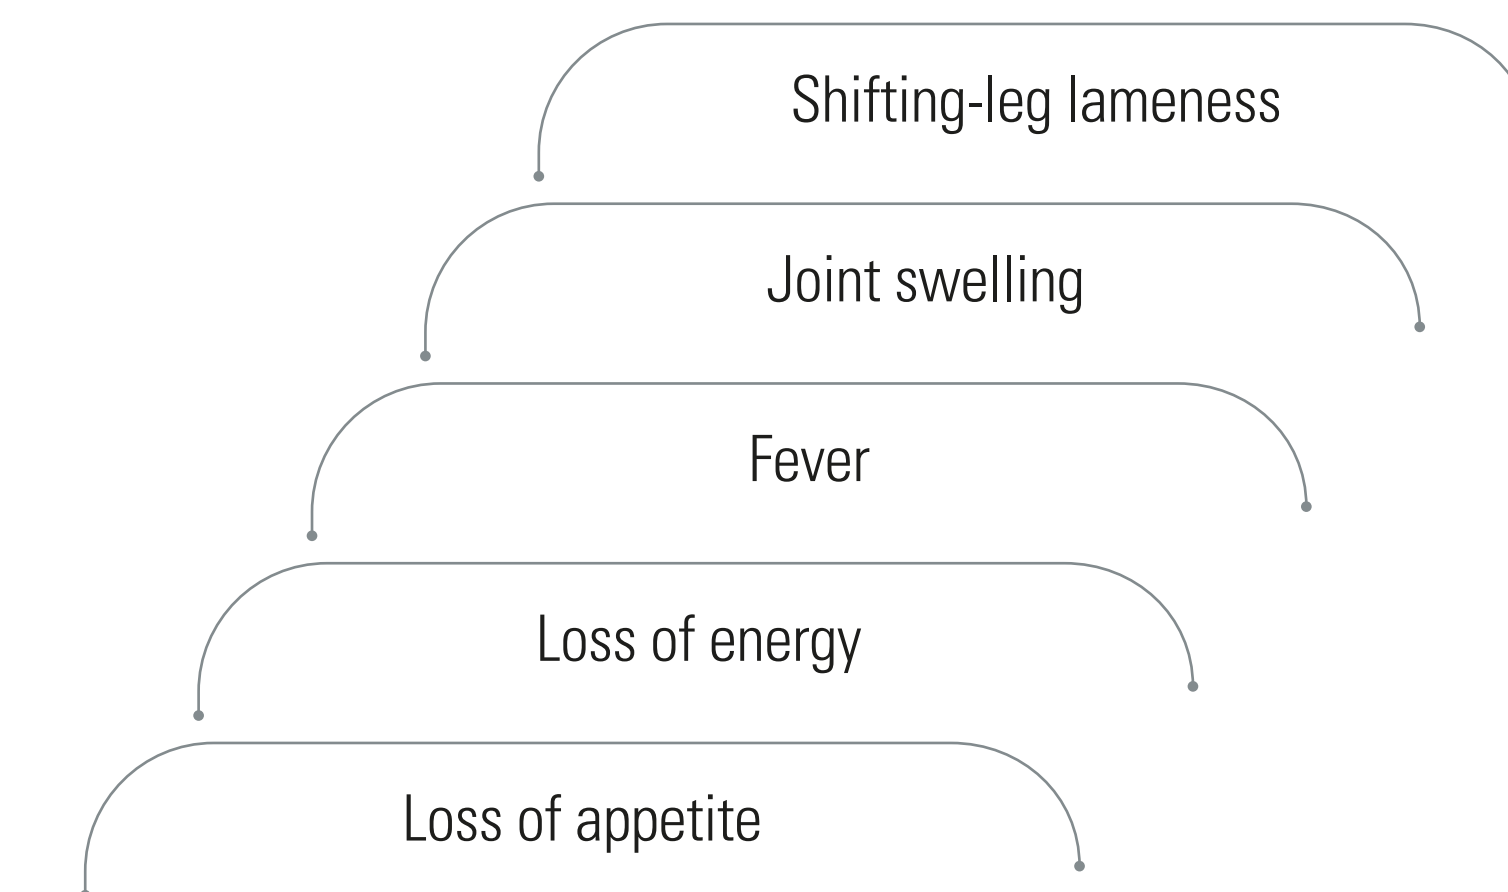 Shifting-leg lameness
Joint swelling
Fever
Loss of energy
Loss of appetite